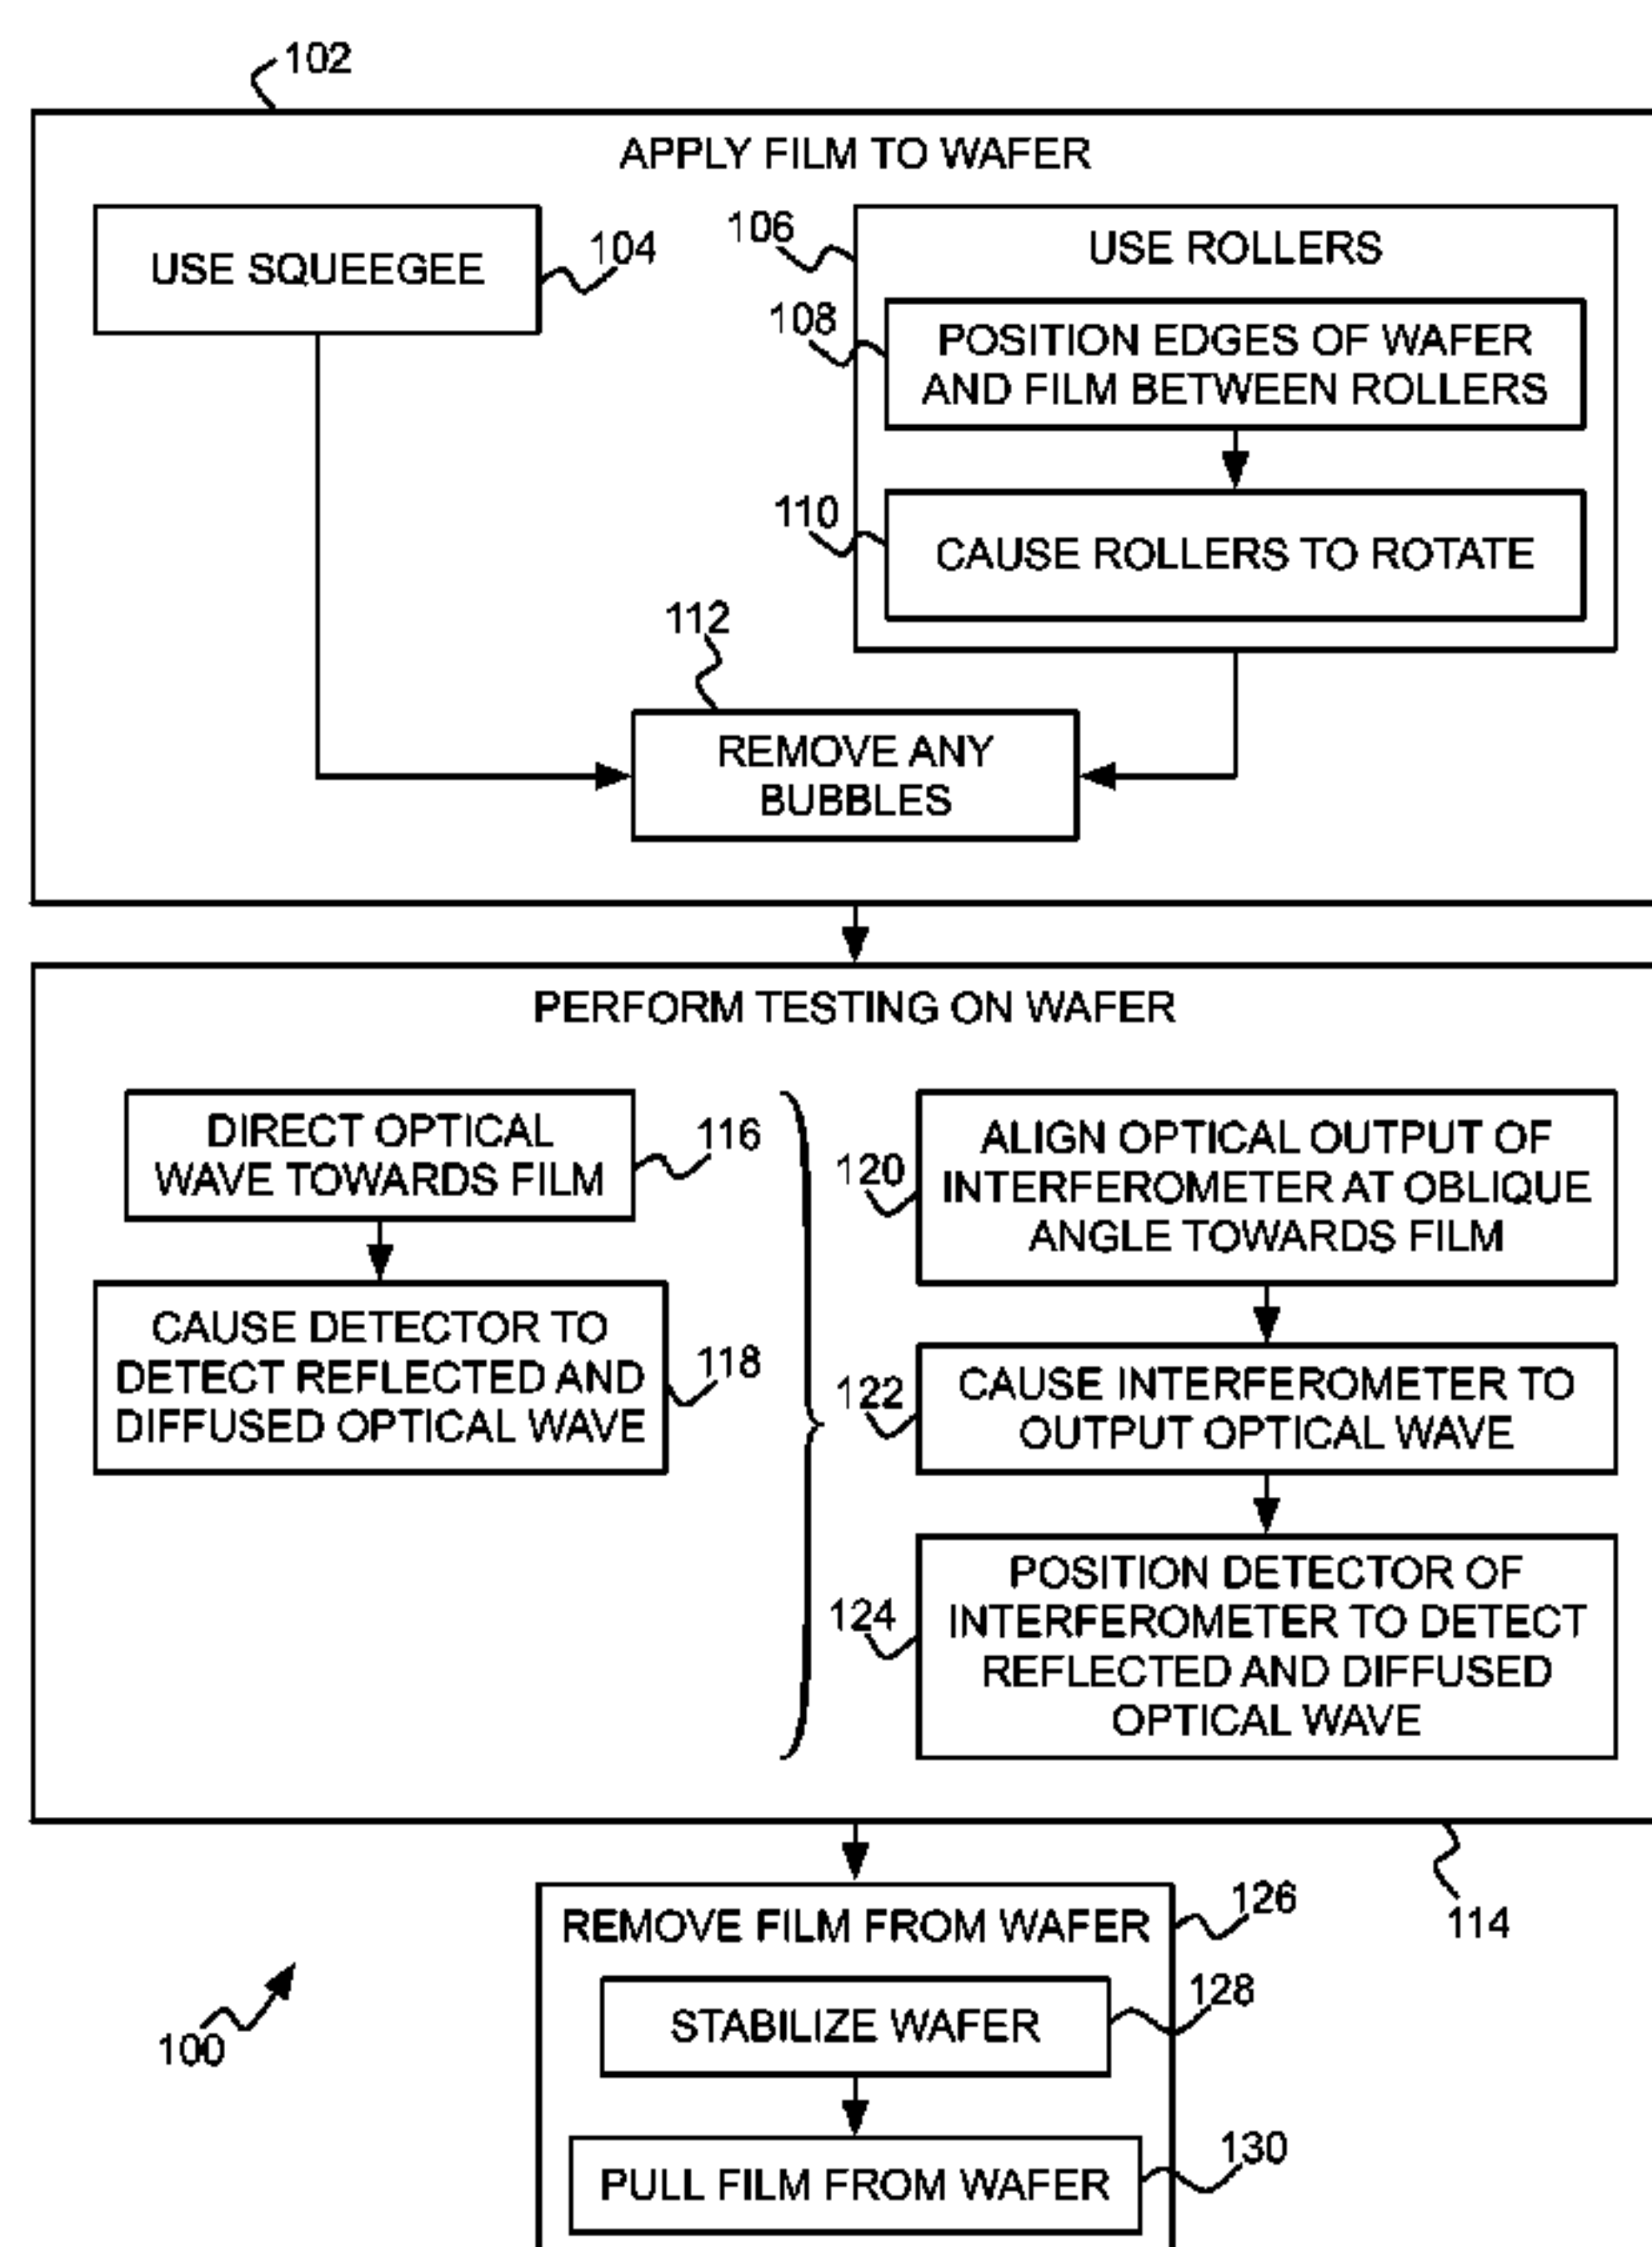 102
APPLY FILM TO WAFER
USE SQUEEGEE
104
106
USE ROLLERS
108
POSITION EDGES OF WAFER
AND FILM BETWEEN ROLLERS
110
CAUSE ROLLERS TO ROTATE
112
REMOVE ANY
BUBBLES
PERFORM TESTING ON WAFER
DIRECT OPTICAL
WAVE TOWARDS FILM
116
CAUSE DETECTOR TO
DETECT REFLECTED AND
DIFFUSED OPTICAL WAVE
118
120
ALIGN OPTICAL OUTPUT OF
INTERFEROMETER AT OBLIQUE
ANGLE TOWARDS FILM
122
CAUSE INTERFEROMETER TO
OUTPUT OPTICAL WAVE
124
POSITION DETECTOR OF
INTERFEROMETER TO DETECT
REFLECTED AND DIFFUSED
OPTICAL WAVE
114
REMOVE FILM FROM WAFER
126
STABILIZE WAFER
128
PULL FILM FROM WAFER
130
100